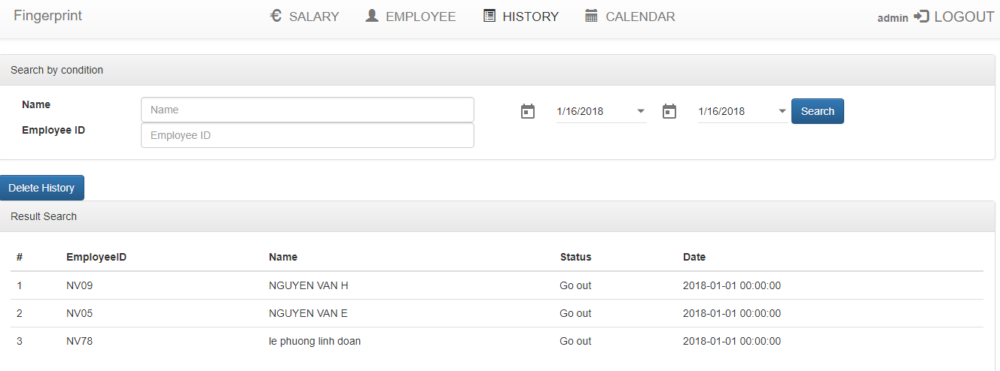 Fingerprint SALARY EMPLOYEE HISTORY CALENDAR admin LOGOUT
Search by condition
Name Name 1/16/2018 1/16/2018 Search
Employee ID Employee ID
Delete History
Result Search
# EmployeeID Name Status Date
1 NV09 NGUYEN VAN H Go out 2018-01-01 00:00:00
2 NV05 NGUYEN VAN E Go out 2018-01-01 00:00:00
3 NV78 le phuong linh doan Go out 2018-01-01 00:00:00